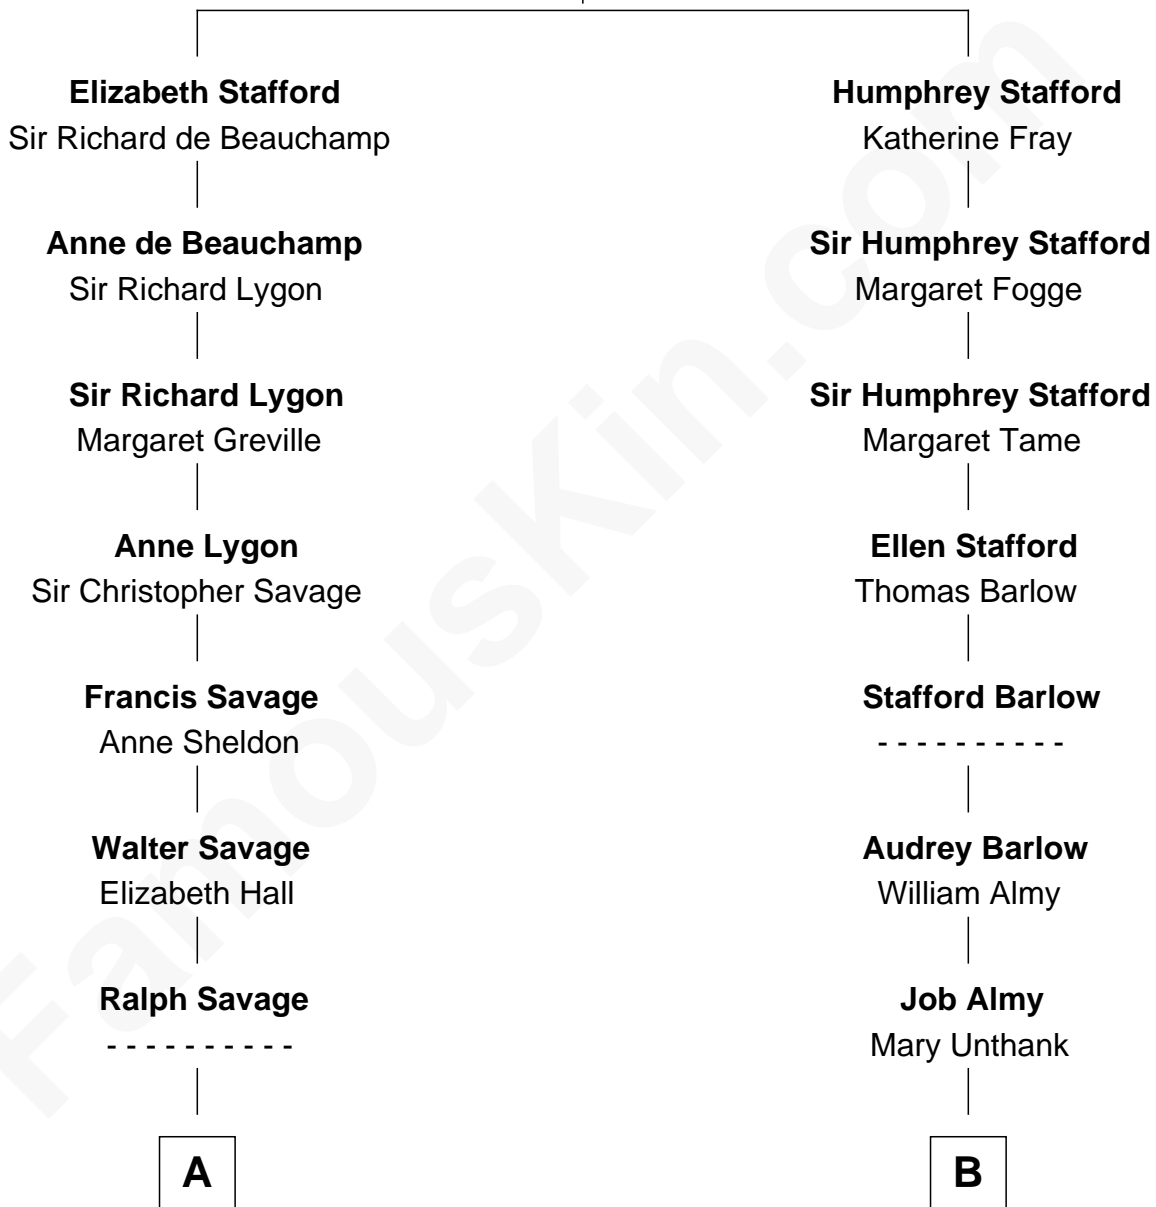 Elizabeth Stafford
Sir Richard de Beauchamp
Humphrey Stafford
Katherine Fray
Anne de Beauchamp
Sir Richard Lygon
Sir Humphrey Stafford
Margaret Fogge
Sir Richard Lygon
Margaret Greville
Sir Humphrey Stafford
Margaret Tame
Anne Lygon
Sir Christopher Savage
Ellen Stafford
Thomas Barlow
Francis Savage
Anne Sheldon
Stafford Barlow
- - - - - - - - - -
Walter Savage
Elizabeth Hall
Audrey Barlow
William Almy
Ralph Savage
- - - - - - - - - -
Job Almy
Mary Unthank
A
B
FamousKin.com